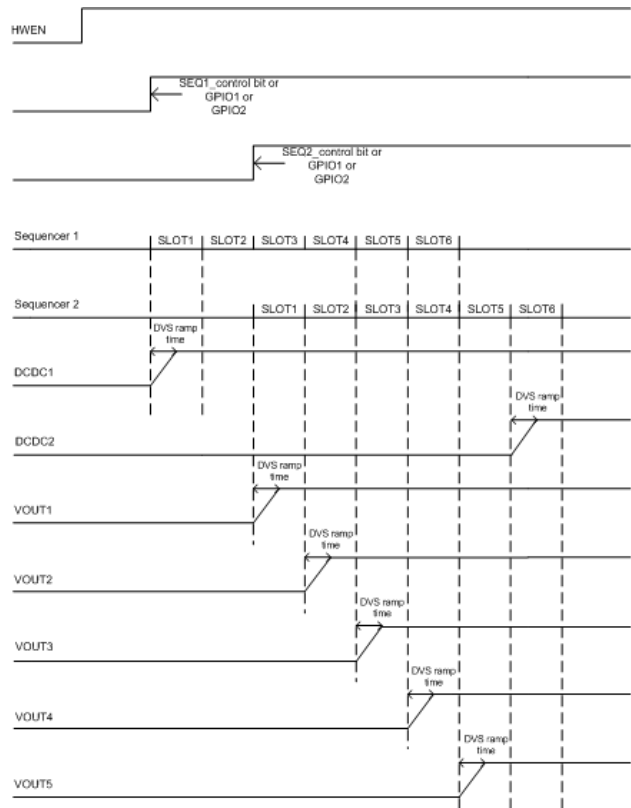 HWEN
SEQ1_control bit or
GPIO1 or
GPIO2
SEQ2_control bit or
GPIO1 or
GPIO2
Sequencer 1
SLOT1 SLOT2 SLOT3 SLOT4 SLOT5 SLOT6
Sequencer 2
SLOT1 SLOT2 SLOT3 SLOT4 SLOT5 SLOT6
DVS ramp
time
DCDC1
DVS ramp
time
DCDC2
DVS ramp
time
VOUT1
DVS ramp
time
VOUT2
DVS ramp
time
VOUT3
DVS ramp
time
VOUT4
DVS ramp
time
VOUT5